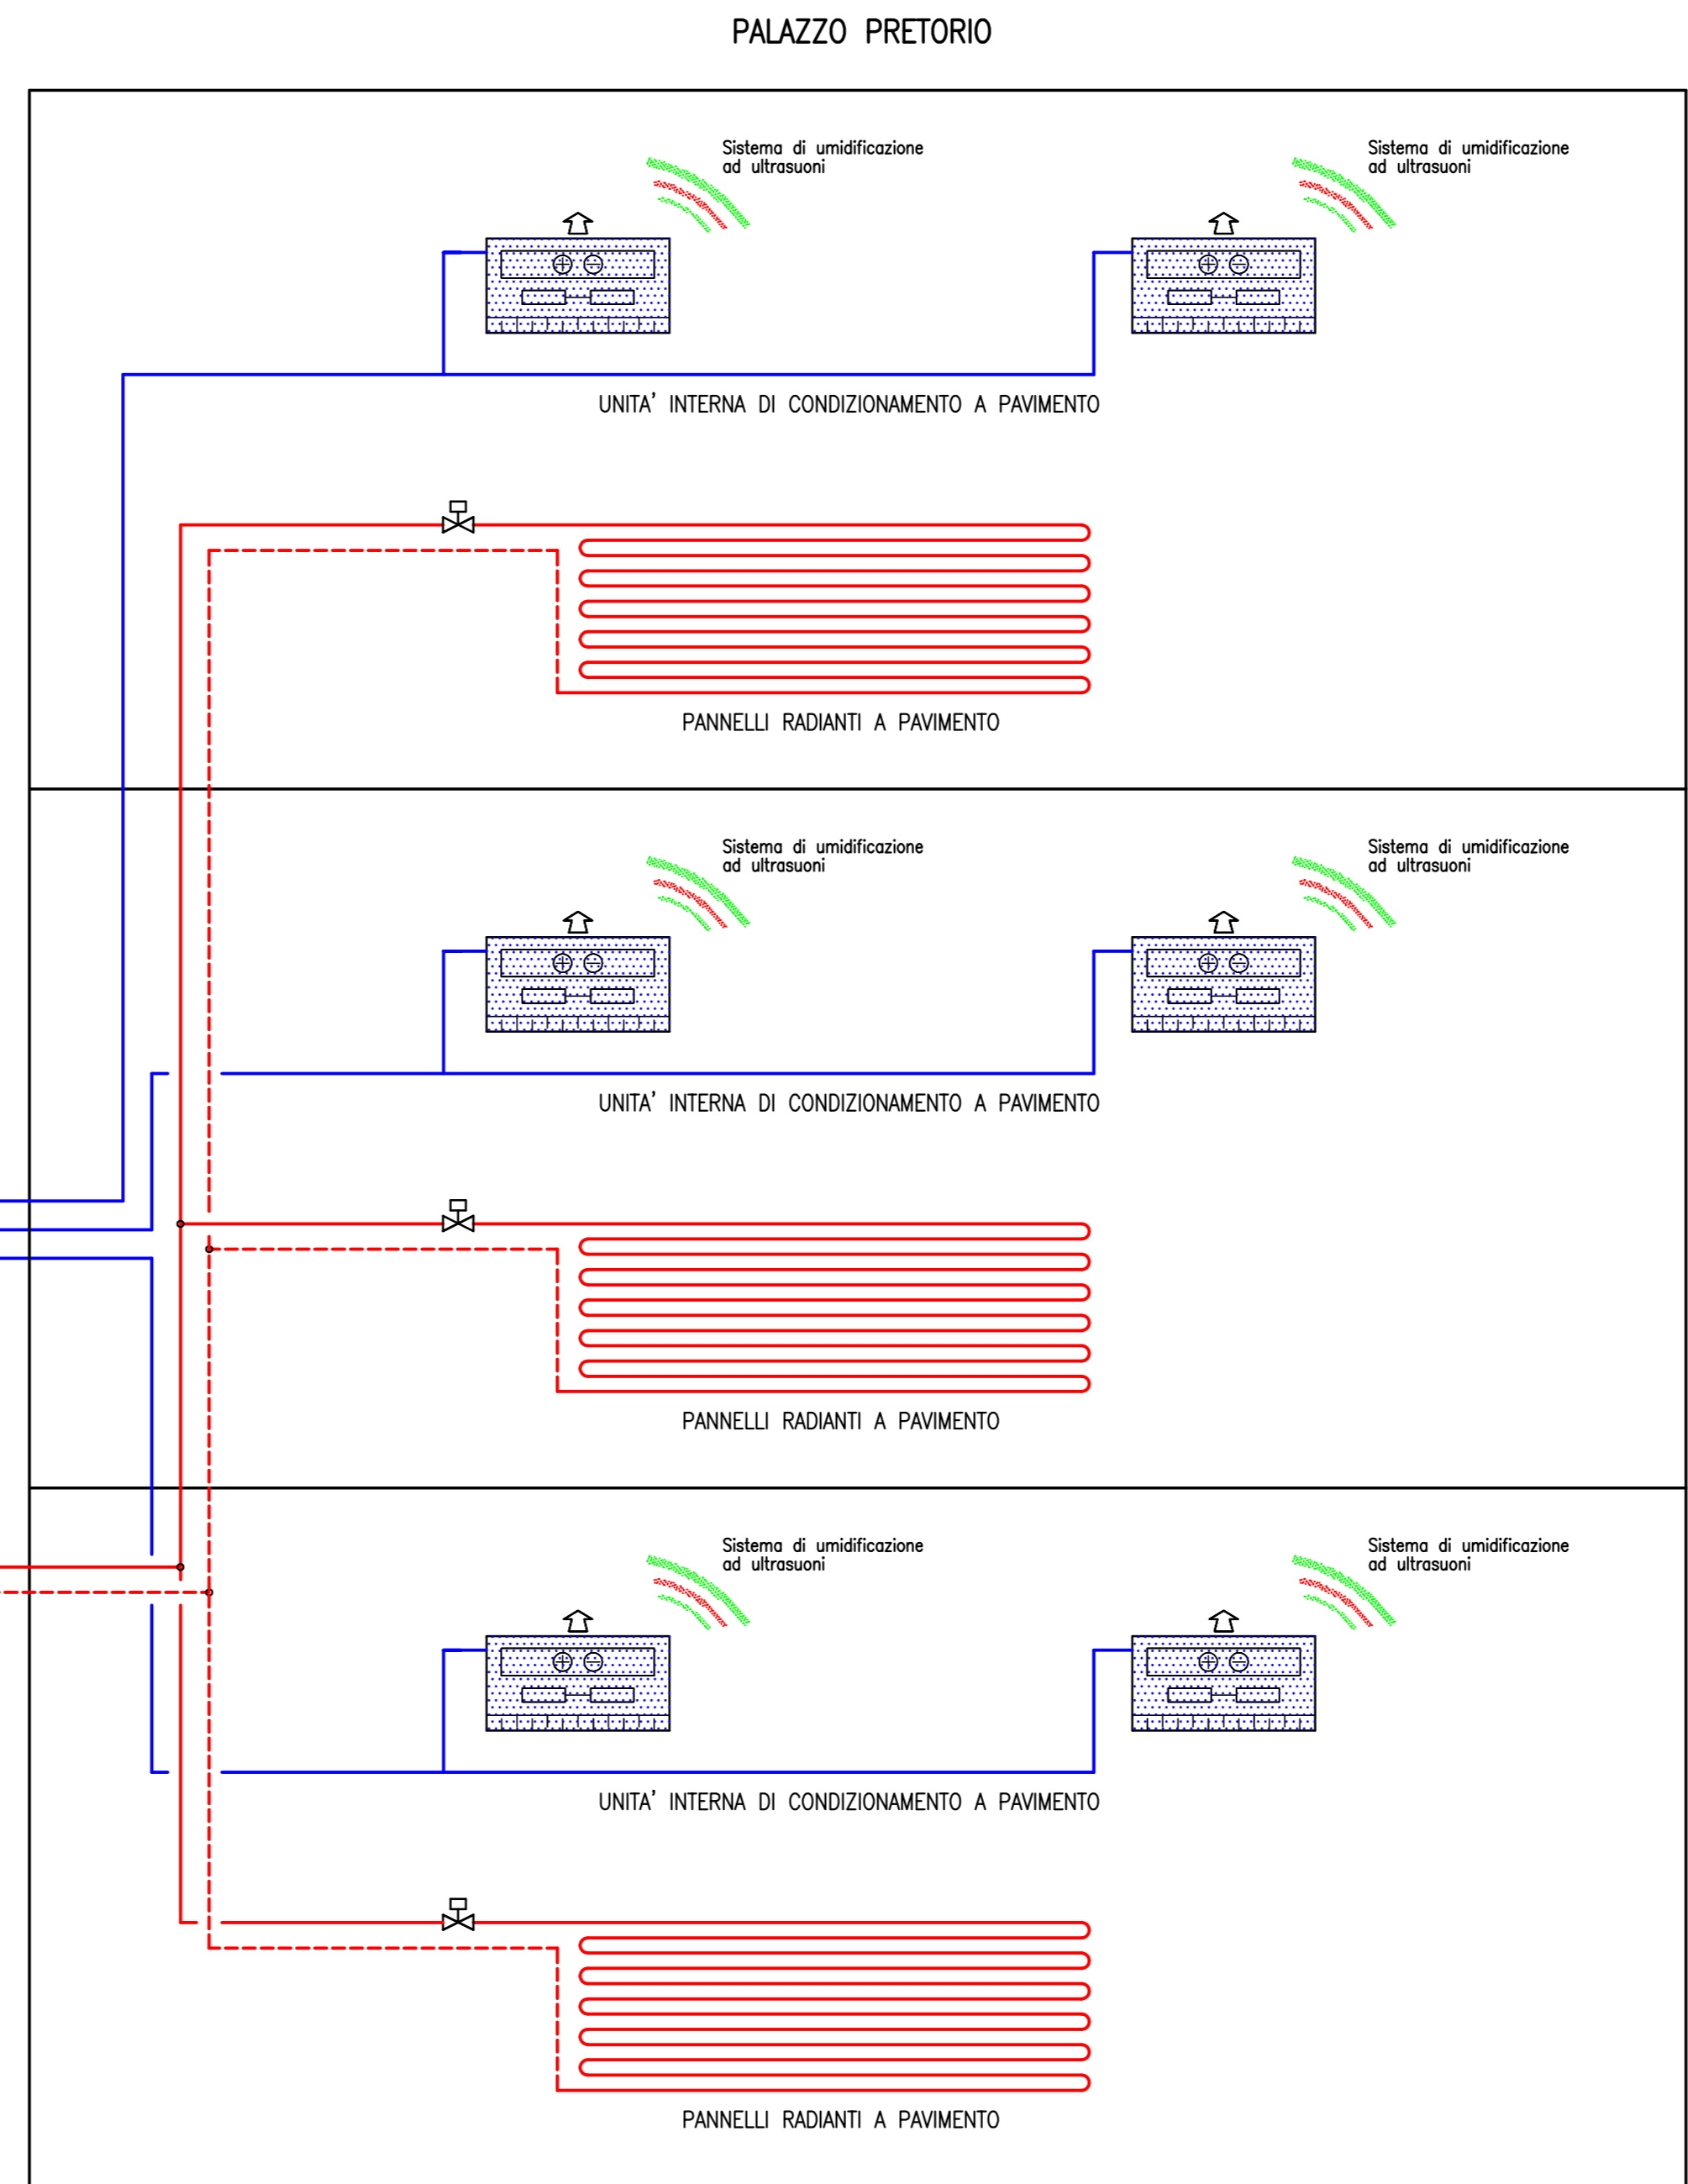 PALAZZO PRETORIO
Sistema di umidificazione
ad ultrasuoni
Sistema di umidificazione
ad ultrasuoni
UNITA' INTERNA DI CONDIZIONAMENTO A PAVIMENTO
PANNELLI RADIANTI A PAVIMENTO
Sistema di umidificazione
ad ultrasuoni
Sistema di umidificazione
ad ultrasuoni
UNITA' INTERNA DI CONDIZIONAMENTO A PAVIMENTO
PANNELLI RADIANTI A PAVIMENTO
Sistema di umidificazione
ad ultrasuoni
Sistema di umidificazione
ad ultrasuoni
UNITA' INTERNA DI CONDIZIONAMENTO A PAVIMENTO
PANNELLI RADIANTI A PAVIMENTO